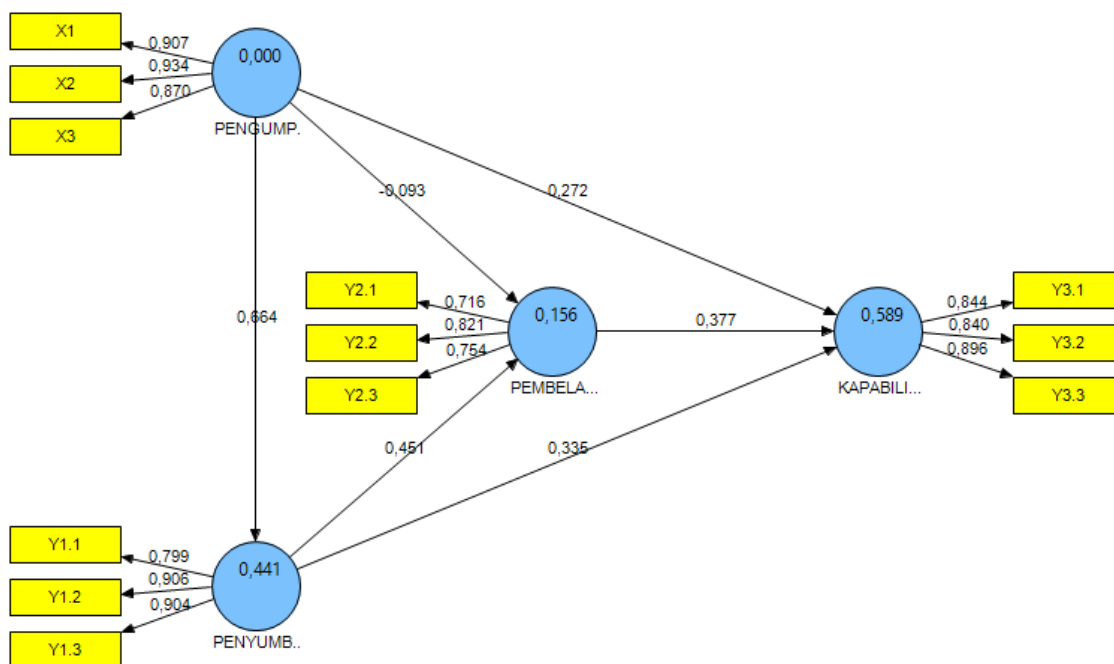 X1
X2
X3
0,907
0,934
0,870
0,000
PENGUMP.
-0,093
0,272
0,664
Y2.1
Y2.2
Y2.3
0,716
0,821
0,754
0,156
PEMBELA...
0,377
0,589
KAPABILI...
0,844
0,840
0,896
Y3.1
Y3.2
Y3.3
0,451
0,335
Y1.1
Y1.2
Y1.3
0,799
0,906
0,904
0,441
PENYUMB..